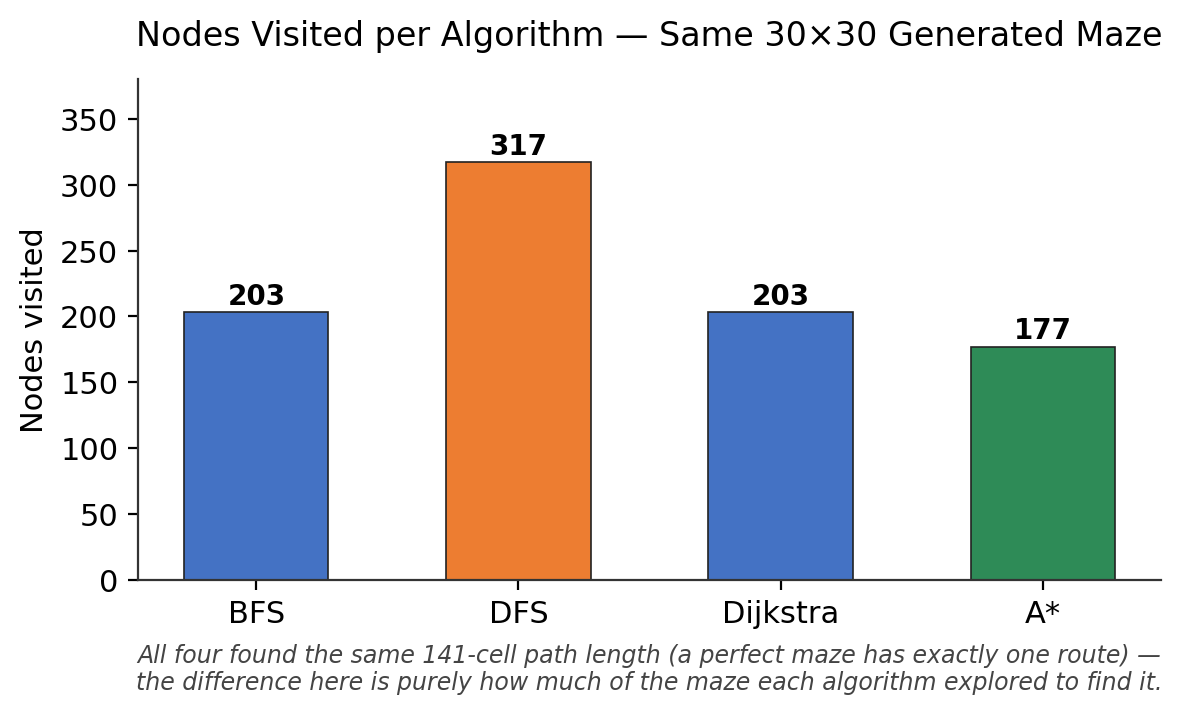 Nodes Visited per Algorithm — Same 30×30 Generated Maze
Nodes visited
350
300
250
200
150
100
50
0
203
317
203
177
BFS
DFS
Dijkstra
A*
All four found the same 141-cell path length (a perfect maze has exactly one route) —
the difference here is purely how much of the maze each algorithm explored to find it.